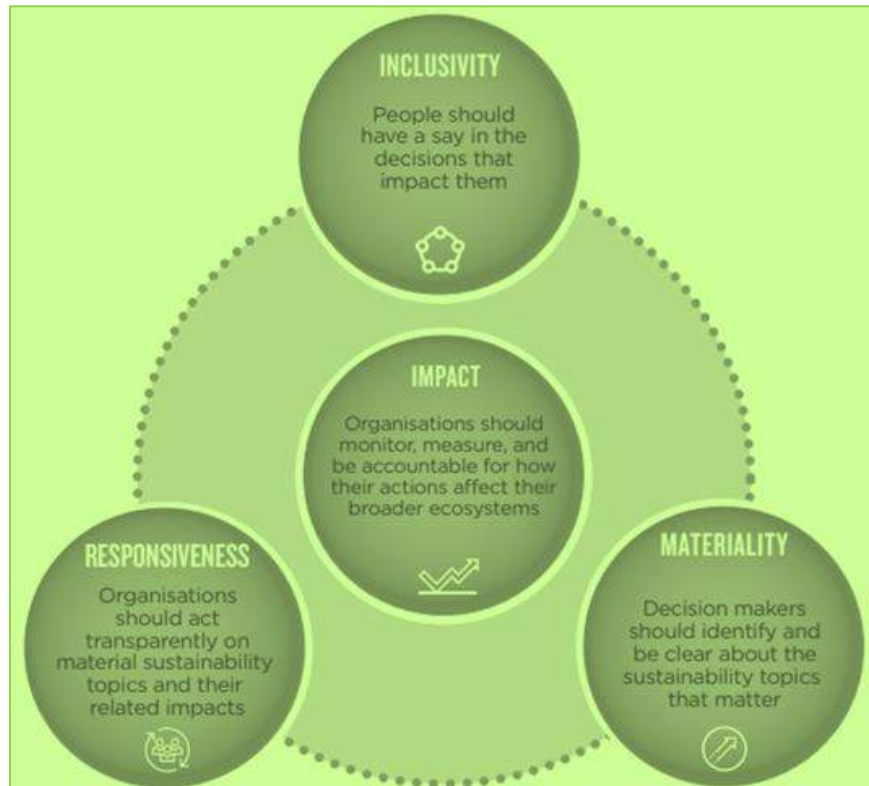 INCLUSIVITY
People should
have a say in the
decisions that
impact them
IMPACT
Organisations should
monitor, measure, and
be accountable for how
their actions affect their
broader ecosystems
RESPONSIVENESS
Organisations
should act
transparently on
material sustainability
topics and their
related impacts
MATERIALITY
Decision makers
should identify and
be clear about the
sustainability topics
that matter